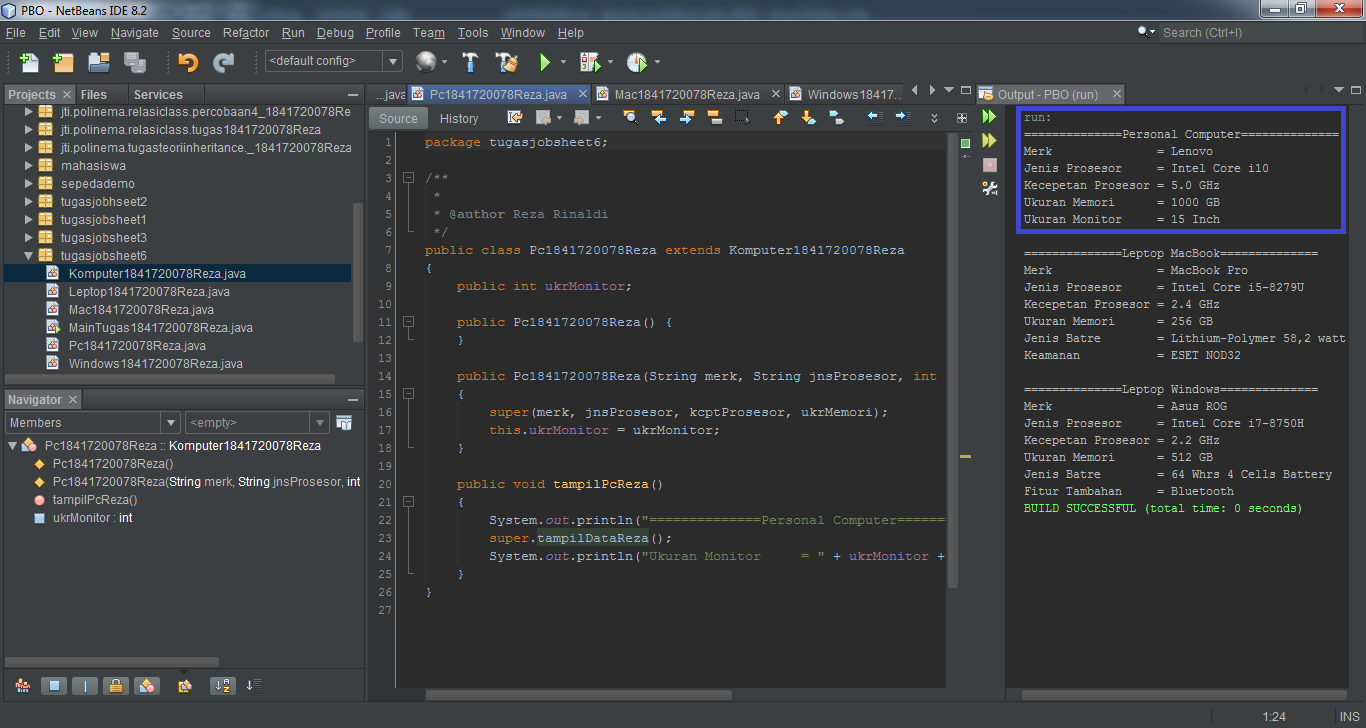 PBO - NetBeans IDE 8.2
File Edit View Navigate Source Refactor Run Debug Profile Team Tools Window Help
Search (Ctrl+I)
<default config>
Projects Files Services
jti.polinema.relasiclass.percobaan4_1841720078Re
jti.polinema.relasiclass.tugas1841720078Reza
jti.polinema.tugasteoriinheritance._1841720078Reza
mahasiswa
sepedademo
tugasjobhseet2
tugasjobsheet1
tugasjobsheet3
tugasjobsheet6
Komputer1841720078Reza.java
Leptop1841720078Reza.java
Mac1841720078Reza.java
MainTugas1841720078Reza.java
Pc1841720078Reza.java
Windows1841720078Reza.java
Navigator
Members <empty>
Pc1841720078Reza :: Komputer1841720078Reza
Pc1841720078Reza()
Pc1841720078Reza(String merk, String jnsProsesor, int
tampilPcReza()
ukrMonitor : int
...java Pc1841720078Reza.java Mac1841720078Reza.java Windows18417...
Source History
1 package tugasjobsheet6;
2
3 /**
4 *
5 * @author Reza Rinaldi
6 */
7 public class Pc1841720078Reza extends Komputer1841720078Reza
8 {
9 public int ukrMonitor;
10
11 public Pc1841720078Reza() {
12 }
13
14 public Pc1841720078Reza(String merk, String jnsProsesor, int
15 {
16 super(merk, jnsProsesor, kcptProsesor, ukrMemori);
17 this.ukrMonitor = ukrMonitor;
18 }
19
20 public void tampilPcReza()
21 {
22 System.out.println("==============Personal Computer=======
23 super.tampilDataReza();
24 System.out.println("Ukuran Monitor     = " + ukrMonitor +
25 }
26 }
27
Output - PBO (run)
run:
==============Personal Computer==============
Merk = Lenovo
Jenis Prosesor = Intel Core i10
Kecepetan Prosesor = 5.0 GHz
Ukuran Memori = 1000 GB
Ukuran Monitor = 15 Inch
==============Leptop MacBook==============
Merk = MacBook Pro
Jenis Prosesor = Intel Core i5-8279U
Kecepetan Prosesor = 2.4 GHz
Ukuran Memori = 256 GB
Jenis Batre = Lithium-Polymer 58,2 watt
Keamanan = ESET NOD32
==============Leptop Windows==============
Merk = Asus ROG
Jenis Prosesor = Intel Core i7-8750H
Kecepetan Prosesor = 2.2 GHz
Ukuran Memori = 512 GB
Jenis Batre = 64 Whrs 4 Cells Battery
Fitur Tambahan = Bluetooth
BUILD SUCCESSFUL (total time: 0 seconds)
1:24 INS